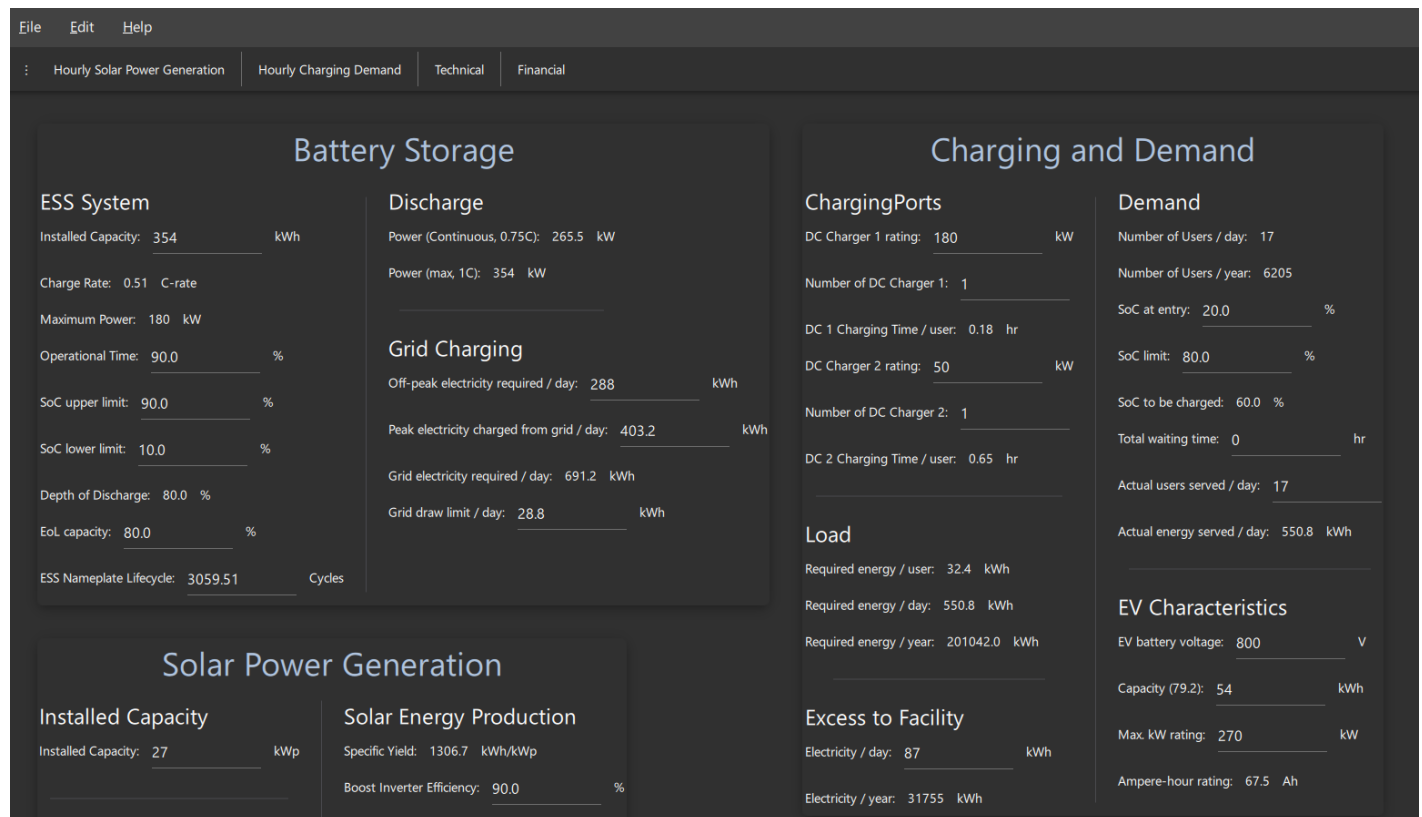 File Edit Help
Hourly Solar Power Generation Hourly Charging Demand Technical Financial
Battery Storage
ESS System
Installed Capacity: 354 kWh
Charge Rate: 0.51 C-rate
Maximum Power: 180 kW
Operational Time: 90.0 %
SoC upper limit: 90.0 %
SoC lower limit: 10.0 %
Depth of Discharge: 80.0 %
EoL capacity: 80.0 %
ESS Nameplate Lifecycle: 3059.51 Cycles
Discharge
Power (Continuous, 0.75C): 265.5 kW
Power (max, 1C): 354 kW
Grid Charging
Off-peak electricity required / day: 288 kWh
Peak electricity charged from grid / day: 403.2 kWh
Grid electricity required / day: 691.2 kWh
Grid draw limit / day: 28.8 kWh
Solar Power Generation
Installed Capacity
Installed Capacity: 27 kWp
Solar Energy Production
Specific Yield: 1306.7 kWh/kWp
Boost Inverter Efficiency: 90.0 %
Charging and Demand
ChargingPorts
DC Charger 1 rating: 180 kW
Number of DC Charger 1: 1
DC 1 Charging Time / user: 0.18 hr
DC Charger 2 rating: 50 kW
Number of DC Charger 2: 1
DC 2 Charging Time / user: 0.65 hr
Load
Required energy / user: 32.4 kWh
Required energy / day: 550.8 kWh
Required energy / year: 201042.0 kWh
Excess to Facility
Electricity / day: 87 kWh
Electricity / year: 31755 kWh
Demand
Number of Users / day: 17
Number of Users / year: 6205
SoC at entry: 20.0 %
SoC limit: 80.0 %
SoC to be charged: 60.0 %
Total waiting time: 0 hr
Actual users served / day: 17
Actual energy served / day: 550.8 kWh
EV Characteristics
EV battery voltage: 800 V
Capacity (79.2): 54 kWh
Max. kW rating: 270 kW
Ampere-hour rating: 67.5 Ah